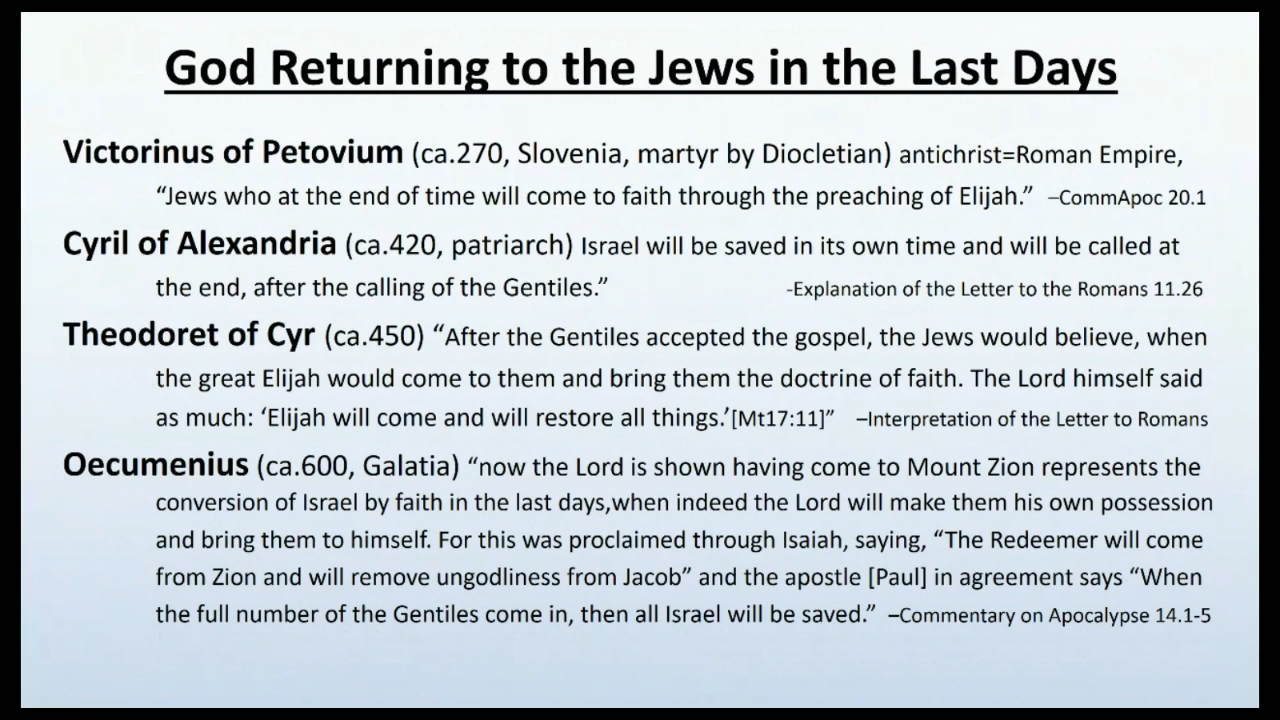 God Returning to the Jews in the Last Days
Victorinus of Petovium (ca.270, Slovenia, martyr by Diocletian) antichrist=Roman Empire,
“Jews who at the end of time will come to faith through the preaching of Elijah.” –CommApoc 20.1
Cyril of Alexandria (ca.420, patriarch) Israel will be saved in its own time and will be called at
the end, after the calling of the Gentiles.” -Explanation of the Letter to the Romans 11.26
Theodoret of Cyr (ca.450) “After the Gentiles accepted the gospel, the Jews would believe, when
the great Elijah would come to them and bring them the doctrine of faith. The Lord himself said
as much: ‘Elijah will come and will restore all things.’[Mt17:11]” –Interpretation of the Letter to Romans
Oecumenius (ca.600, Galatia) “now the Lord is shown having come to Mount Zion represents the
conversion of Israel by faith in the last days,when indeed the Lord will make them his own possession
and bring them to himself. For this was proclaimed through Isaiah, saying, “The Redeemer will come
from Zion and will remove ungodliness from Jacob” and the apostle [Paul] in agreement says “When
the full number of the Gentiles come in, then all Israel will be saved.” –Commentary on Apocalypse 14.1-5